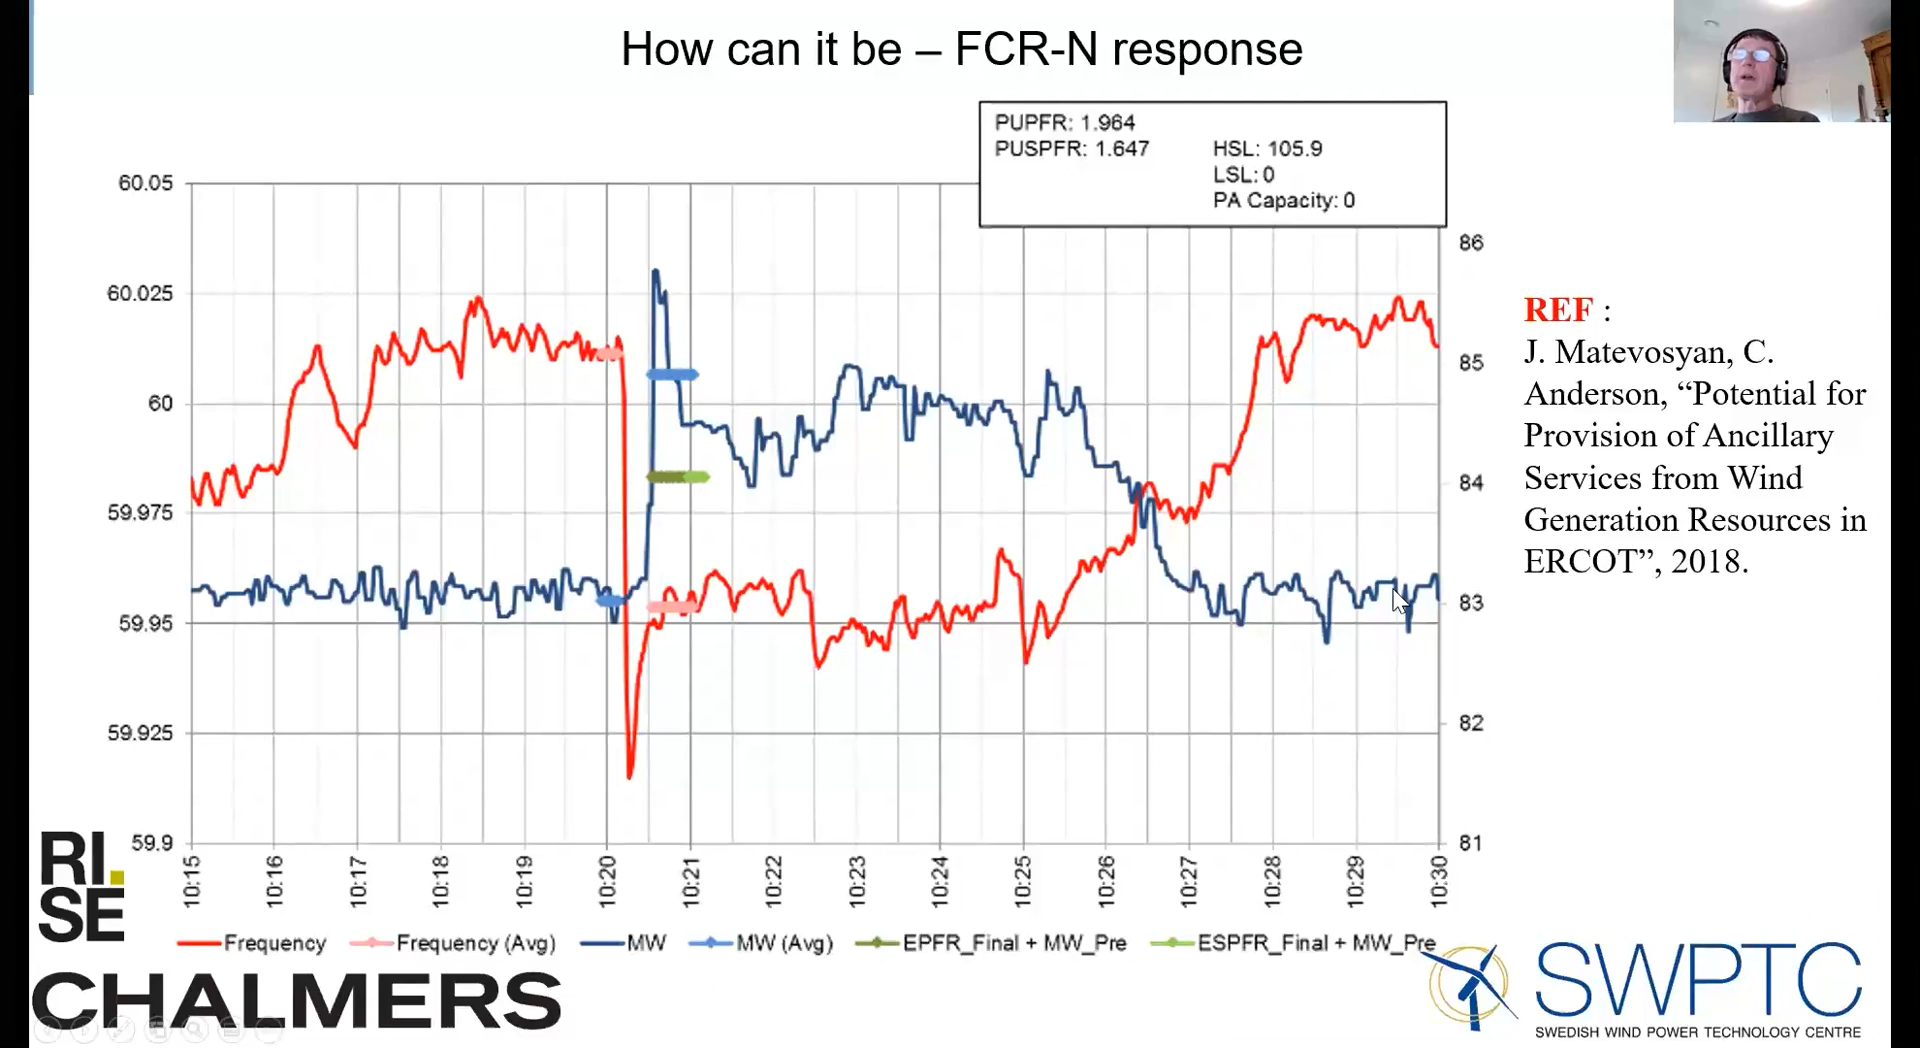 How can it be – FCR-N response
PUPFR: 1.964
PUSPFR: 1.647
HSL: 105.9
LSL: 0
PA Capacity: 0
60.05
60.025
60
59.975
59.95
59.925
59.9
86
85
84
83
82
81
10:15
10:16
10:17
10:18
10:19
10:20
10:21
10:22
10:23
10:24
10:25
10:26
10:27
10:28
10:29
10:30
Frequency
Frequency (Avg)
MW
MW (Avg)
EPFR_Final + MW_Pre
ESPFR_Final + MW_Pre
REF :
J. Matevosyan, C.
Anderson, “Potential for
Provision of Ancillary
Services from Wind
Generation Resources in
ERCOT”, 2018.
RI.
SE
CHALMERS
SWPTC
SWEDISH WIND POWER TECHNOLOGY CENTRE